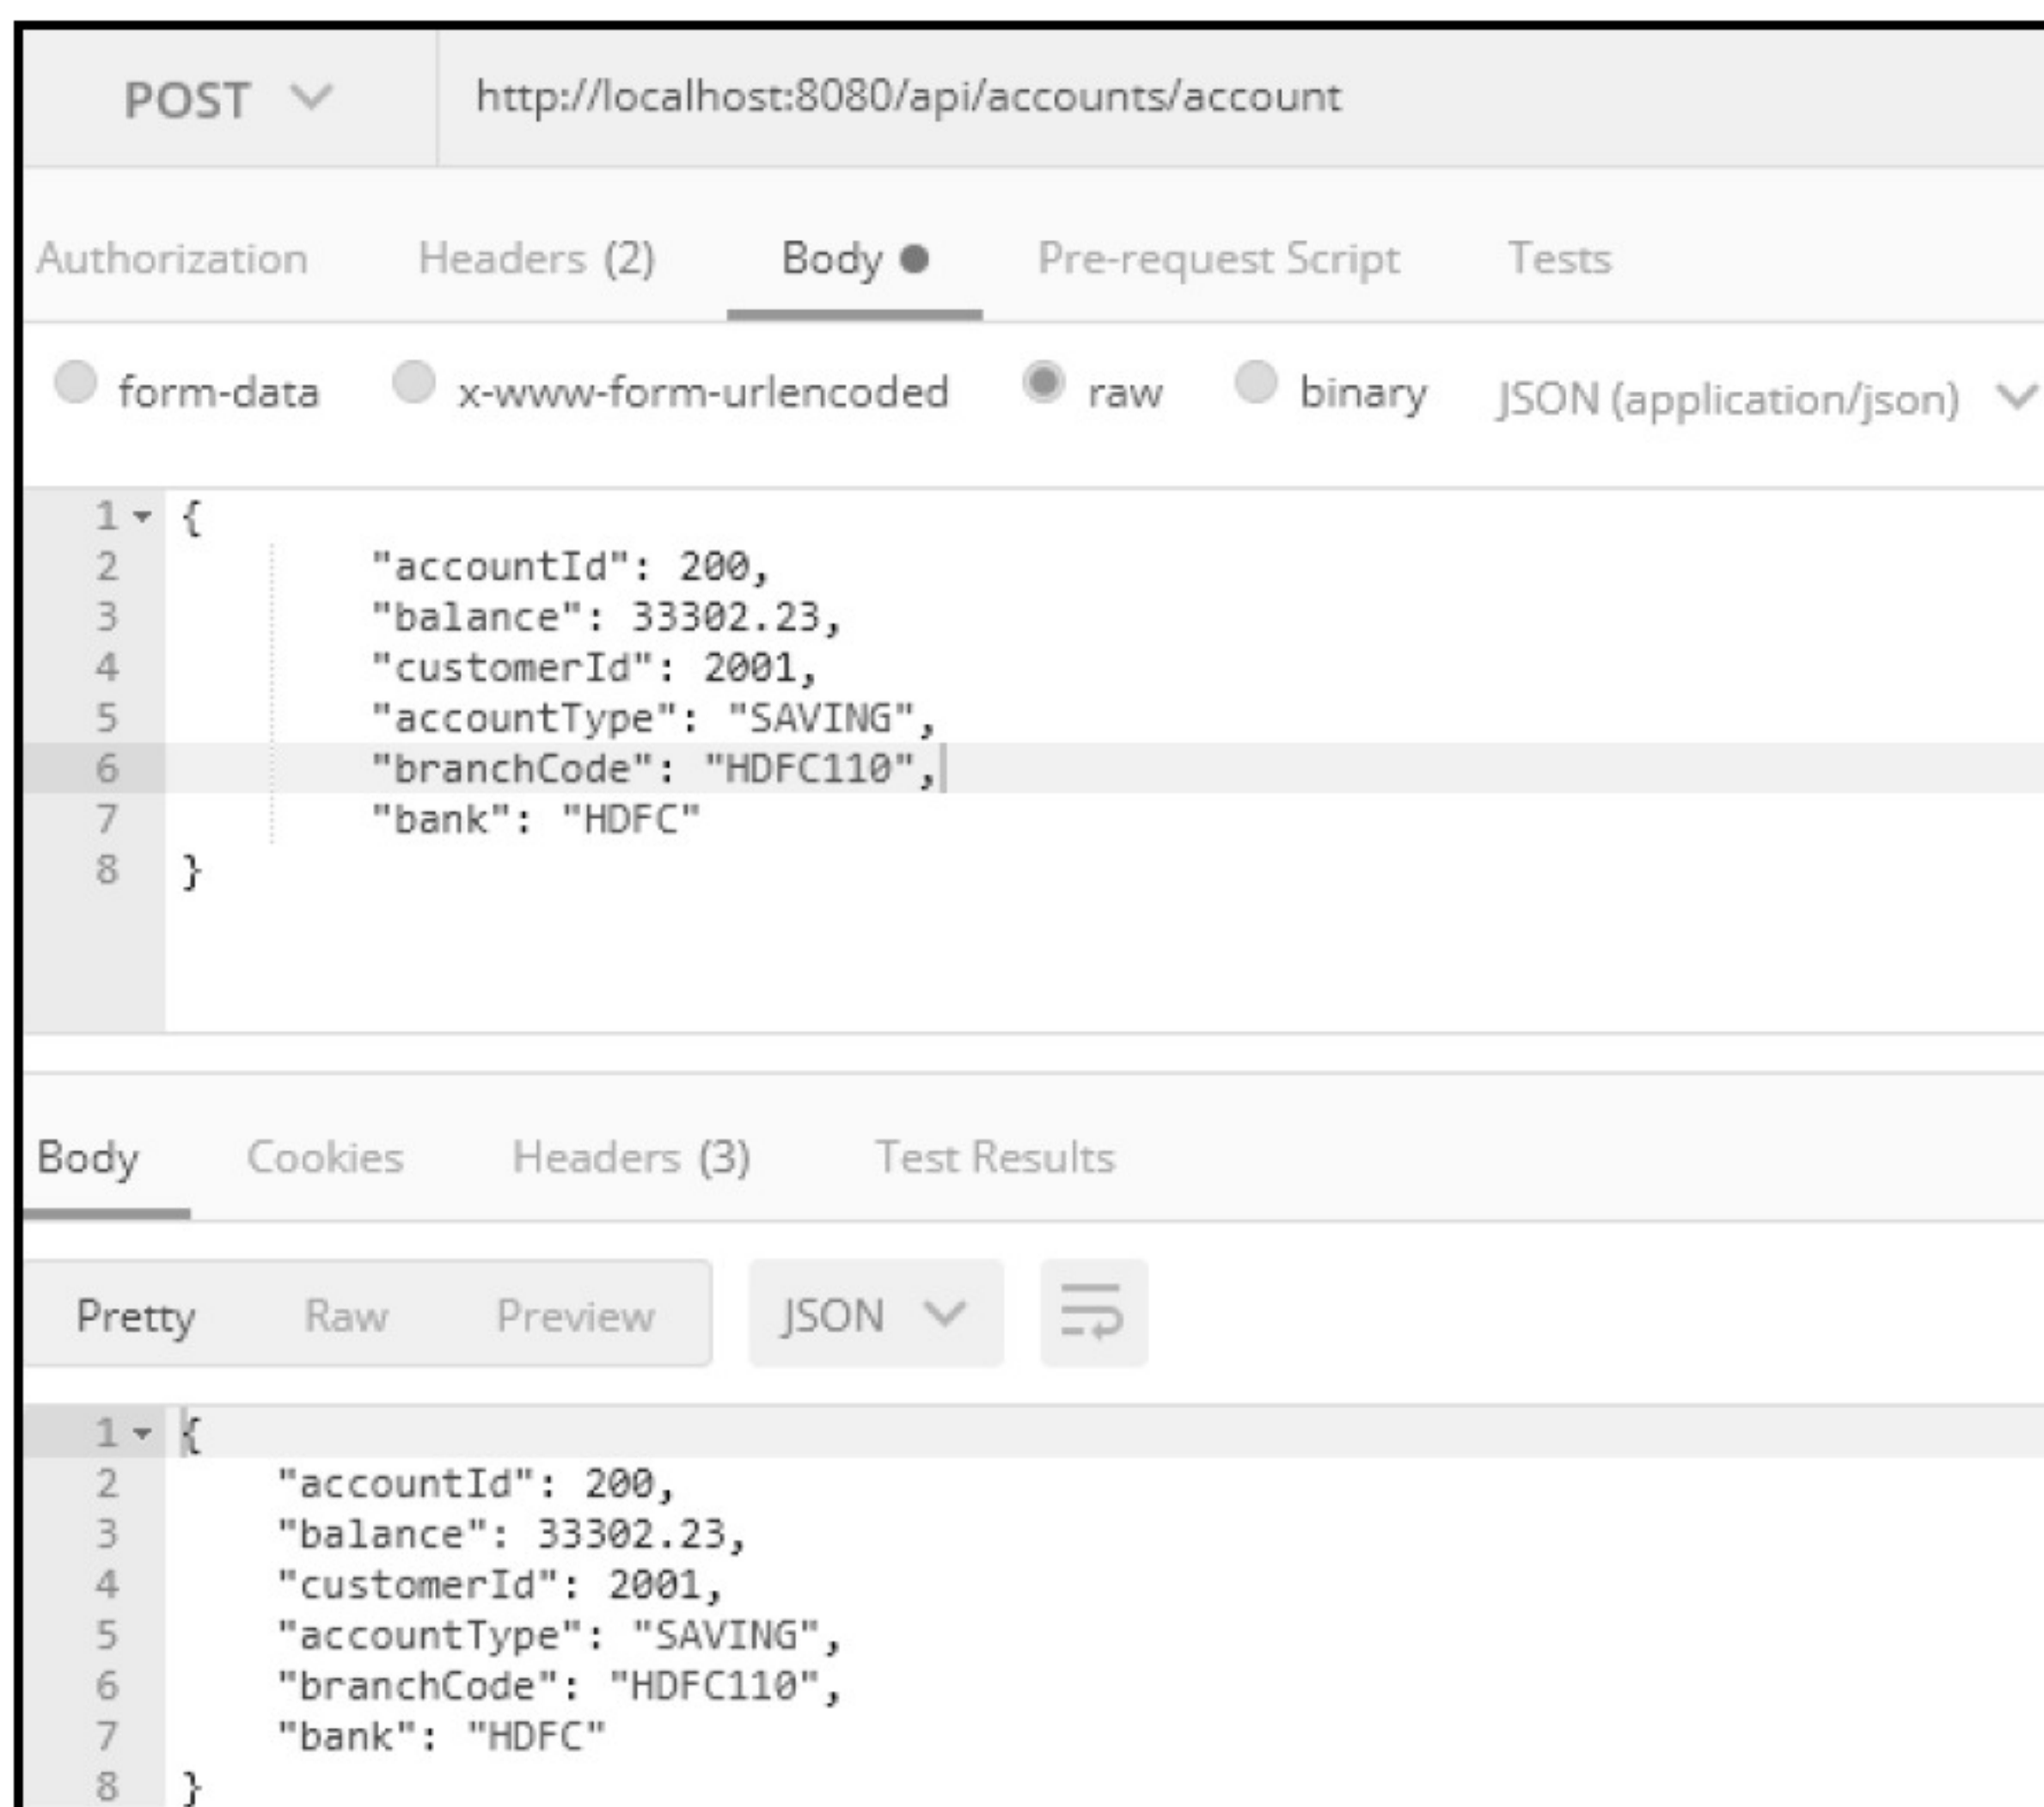 POST http://localhost:8080/api/accounts/account
Authorization Headers (2) Body Pre-request Script Tests
form-data x-www-form-urlencoded raw binary JSON (application/json)
1 {
2 "accountId": 200,
3 "balance": 33302.23,
4 "customerId": 2001,
5 "accountType": "SAVING",
6 "branchCode": "HDFC110",
7 "bank": "HDFC"
8 }
Body Cookies Headers (3) Test Results
Pretty Raw Preview JSON
1 {
2 "accountId": 200,
3 "balance": 33302.23,
4 "customerId": 2001,
5 "accountType": "SAVING",
6 "branchCode": "HDFC110",
7 "bank": "HDFC"
8 }